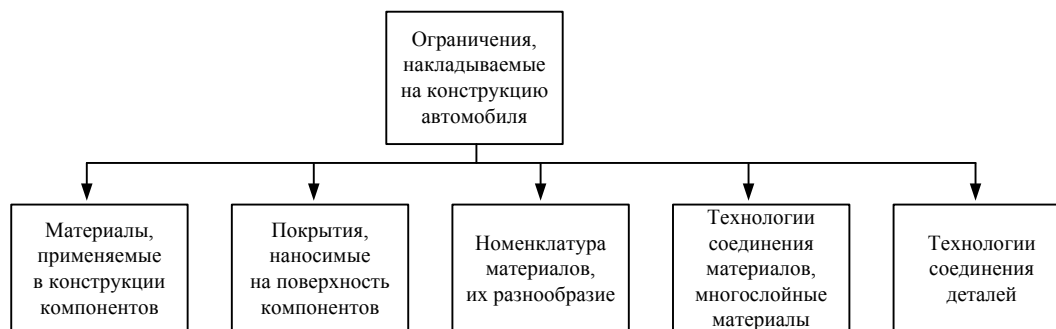 Ограничения,
накладываемые
на конструкцию
автомобиля
Материалы,
применяемые
в конструкции
компонентов
Покрытия,
наносимые
на поверхность
компонентов
Номенклатура
материалов,
их разнообразие
Технологии
соединения
материалов,
многослойные
материалы
Технологии
соединения
деталей